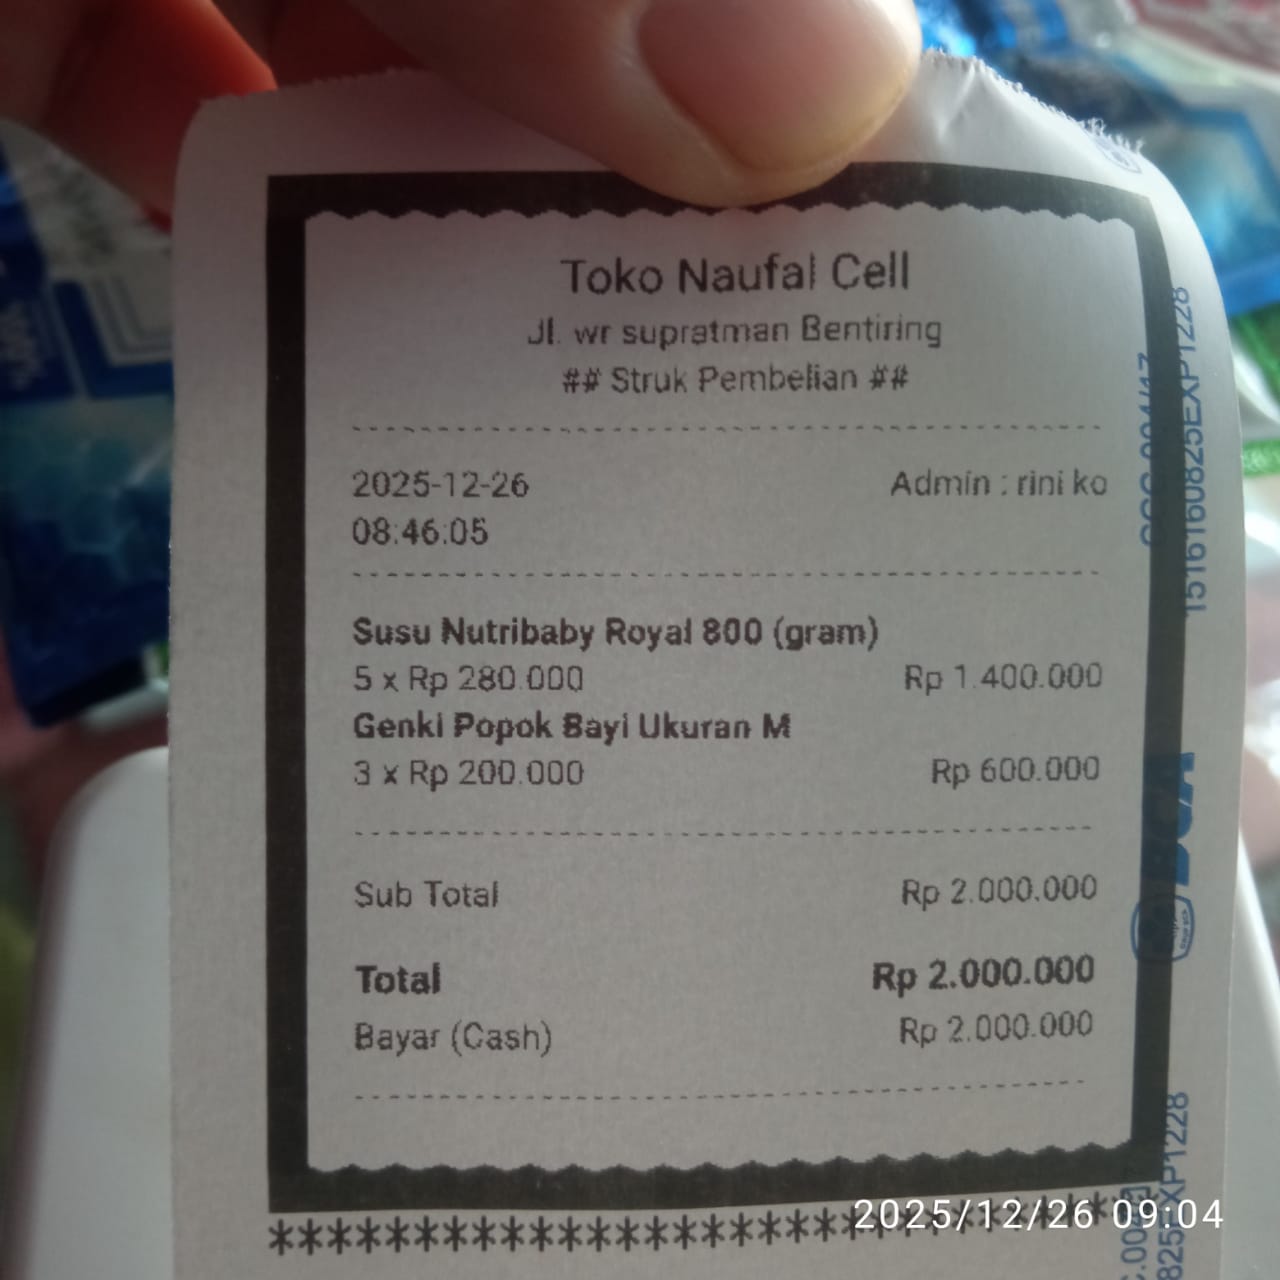 Toko Naufal Cell
Jl. wr supratman Bentiring
## Struk Pembelian ##
2025-12-26 Admin : rini ko
08:46:05
Susu Nutribaby Royal 800 (gram)
5 x Rp 280.000 Rp 1.400.000
Genki Popok Bayi Ukuran M
3 x Rp 200.000 Rp 600.000
Sub Total Rp 2.000.000
Total Rp 2.000.000
Bayar (Cash) Rp 2.000.000
*******************************
2025/12/26 09:04
151616082​5EXP1228
BCA